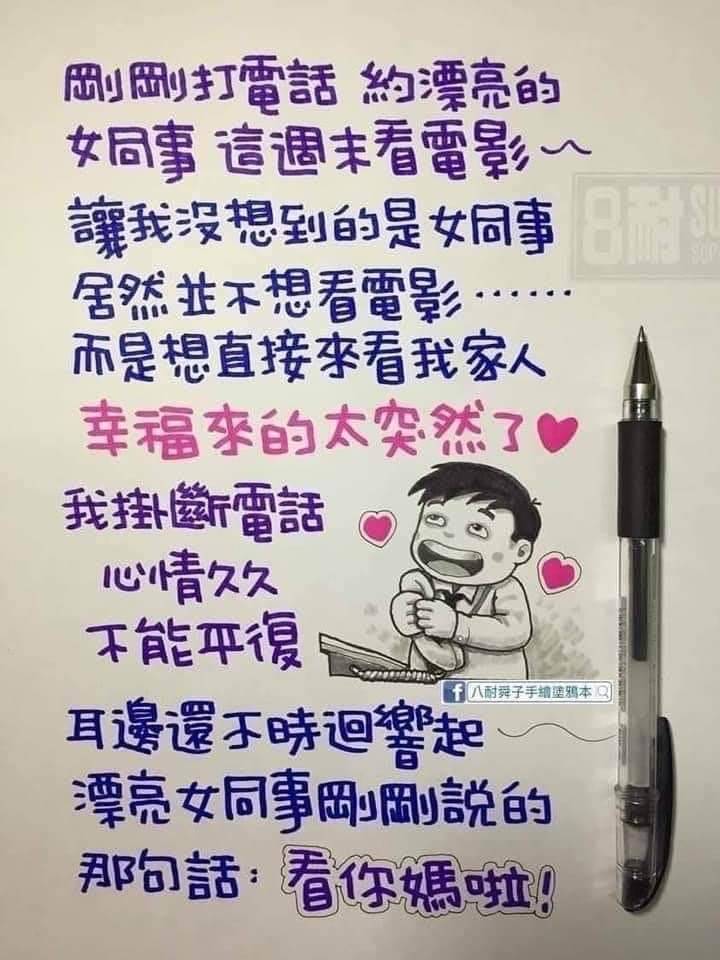 剛剛打電話 約漂亮的
女同事 這週末看電影～
讓我沒想到的是女同事
居然並不想看電影……
而是想直接來看我家人
幸福來的太突然了♥
我掛斷電話
心情久久
不能平復
八耐舜子手繪塗鴉本
耳邊還不時迴響起～
漂亮女同事剛剛說的
那句話：看你媽啦！
8耐 SU
SUP